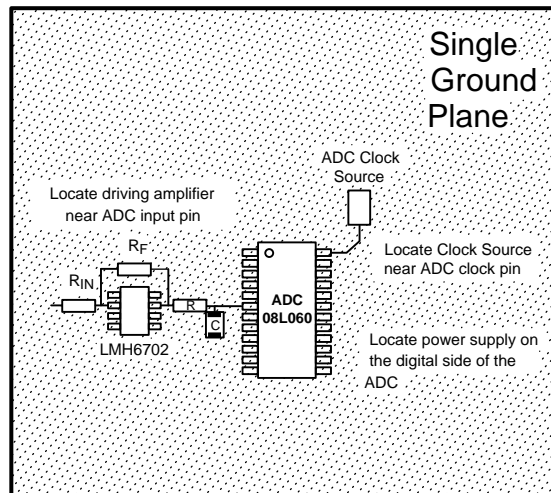 Single
Ground
Plane
ADC Clock
Source
Locate driving amplifier
near ADC input pin
RF
RIN
R
C
LMH6702
ADC
08L060
Locate Clock Source
near ADC clock pin
Locate power supply on
the digital side of the
ADC